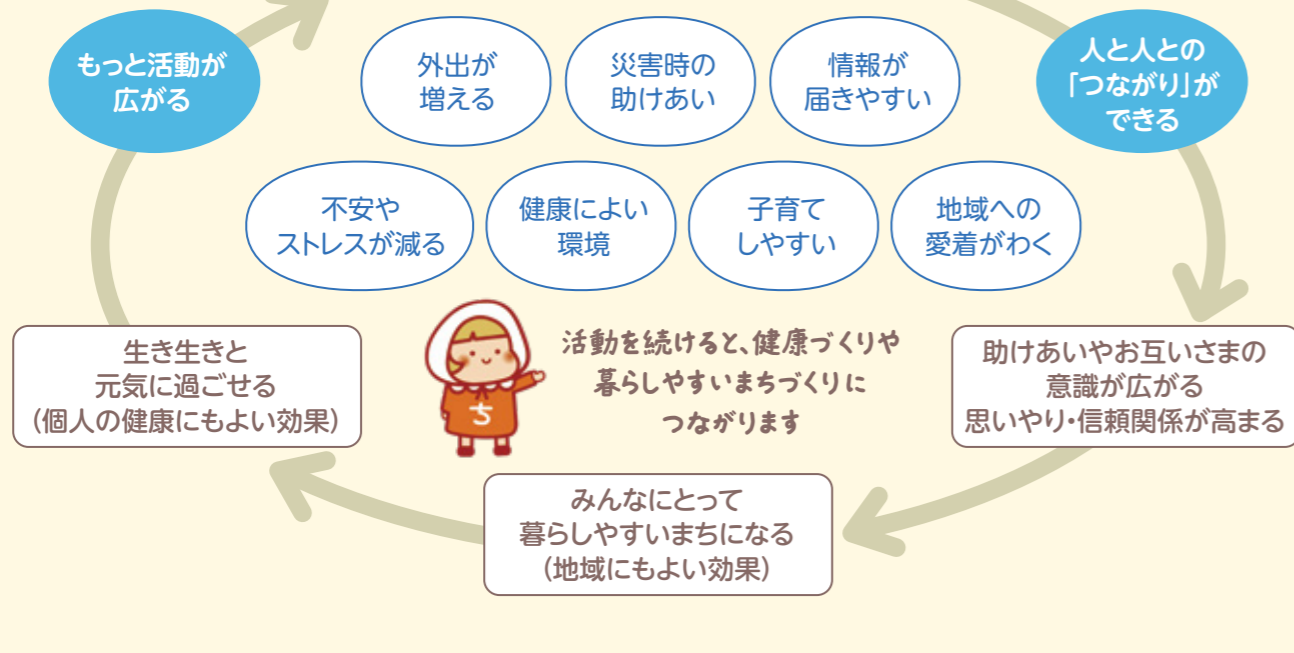 もっと活動が
広がる
外出が
増える
災害時の
助けあい
情報が
届きやすい
人と人との
「つながり」が
できる
不安や
ストレスが減る
健康によい
環境
子育て
しやすい
地域への
愛着がわく
生き生きと
元気に過ごせる
(個人の健康にもよい効果)
ち
活動を続けると、健康づくりや
暮らしやすいまちづくりに
つながります
助けあいやお互いさまの
意識が広がる
思いやり・信頼関係が高まる
みんなにとって
暮らしやすいまちになる
(地域にもよい効果)